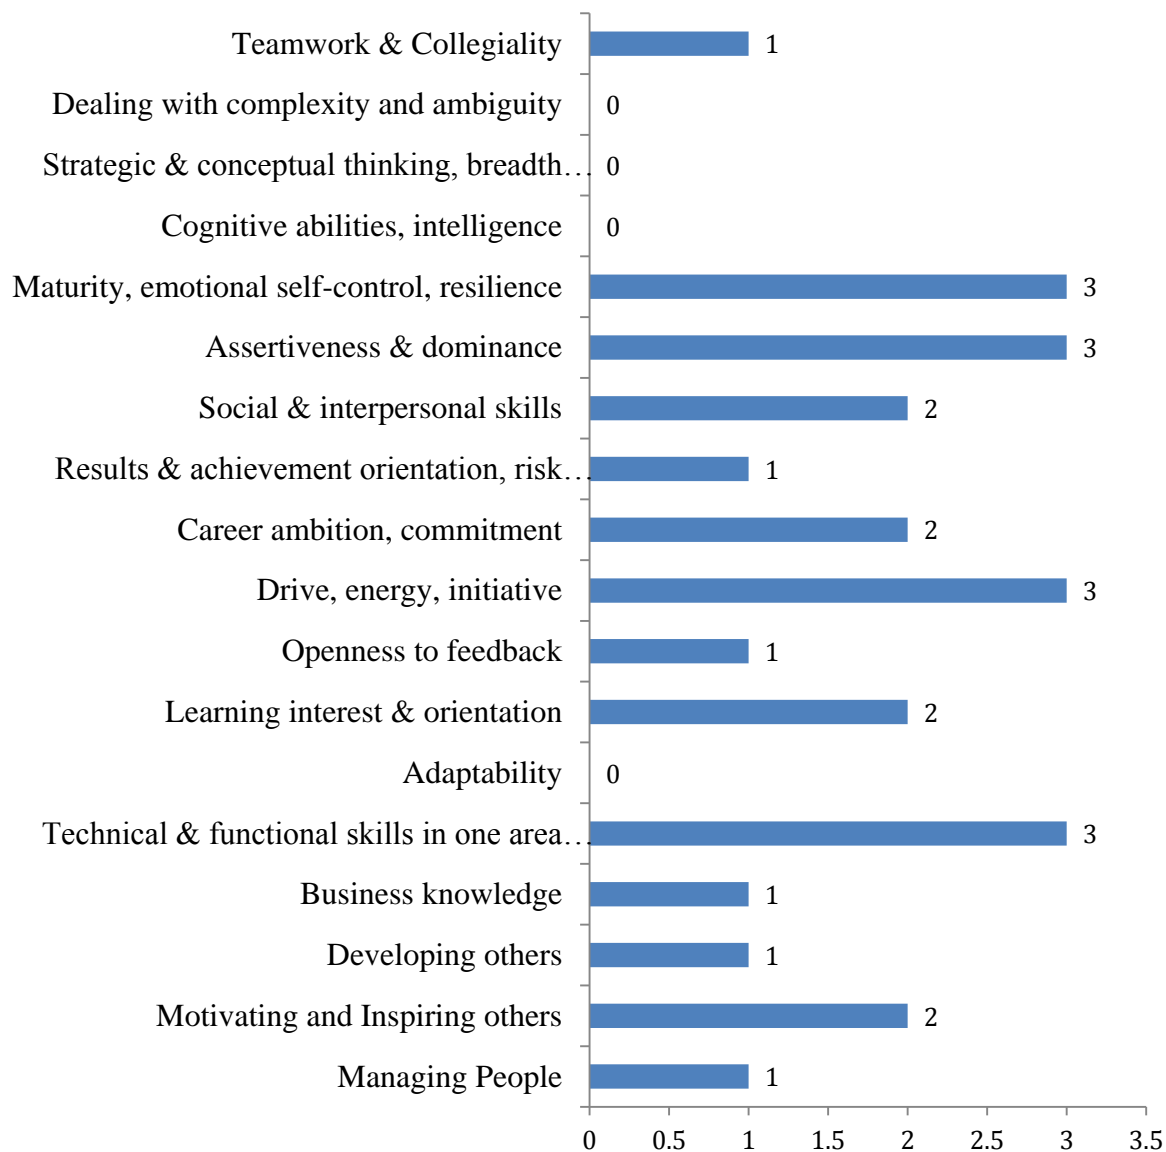 Teamwork & Collegiality 1
Dealing with complexity and ambiguity 0
Strategic & conceptual thinking, breadth… 0
Cognitive abilities, intelligence 0
Maturity, emotional self-control, resilience 3
Assertiveness & dominance 3
Social & interpersonal skills 2
Results & achievement orientation, risk… 1
Career ambition, commitment 2
Drive, energy, initiative 3
Openness to feedback 1
Learning interest & orientation 2
Adaptability 0
Technical & functional skills in one area… 3
Business knowledge 1
Developing others 1
Motivating and Inspiring others 2
Managing People 1
0 0.5 1 1.5 2 2.5 3 3.5